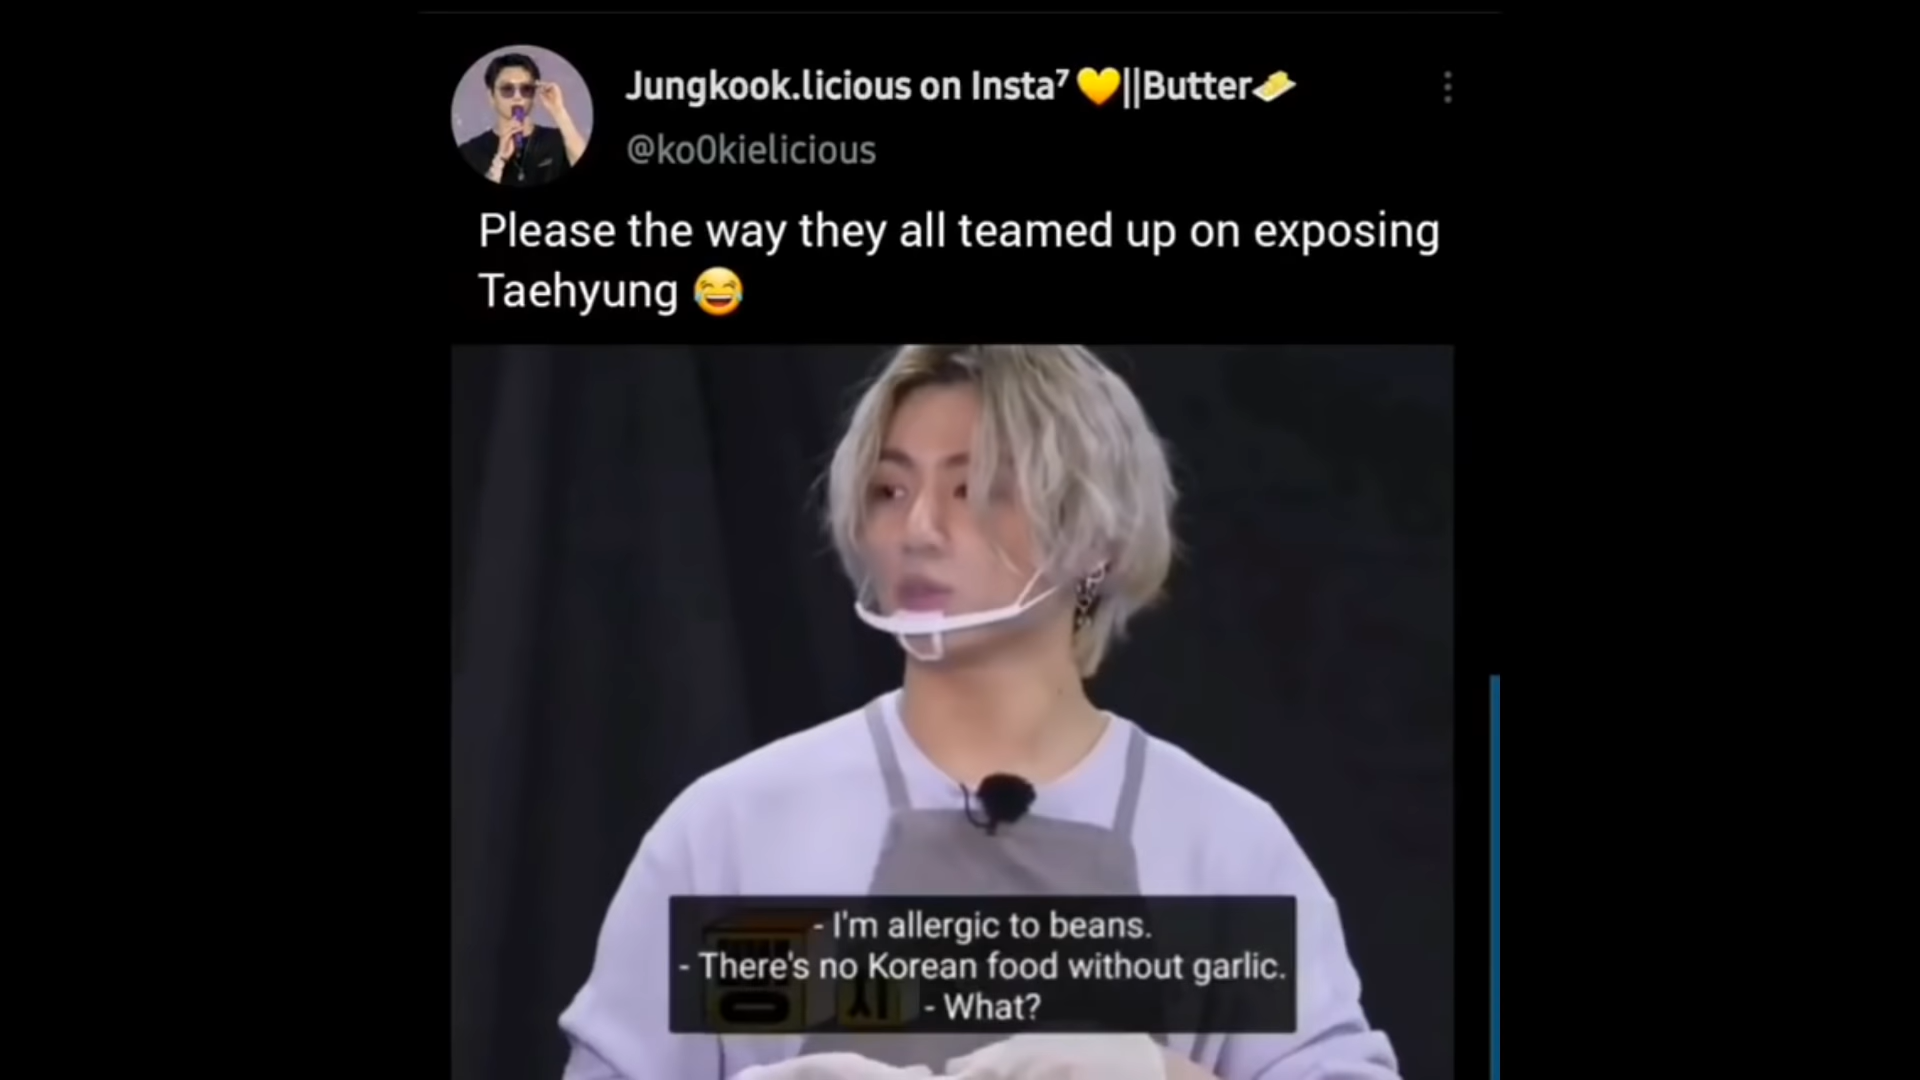 Jungkook.licious on Insta⁷💛||Butter🧈
@ko0kielicious
Please the way they all teamed up on exposing
Taehyung 😂
- I'm allergic to beans.
- There's no Korean food without garlic.
- What?